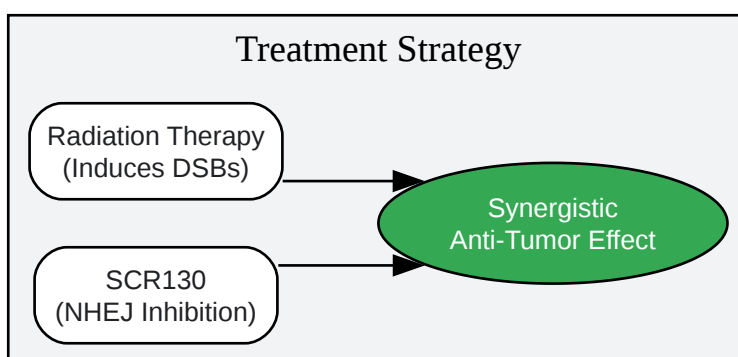 Treatment Strategy
Radiation Therapy
(Induces DSBs)
Synergistic
Anti-Tumor Effect
SCR130
(NHEJ Inhibition)